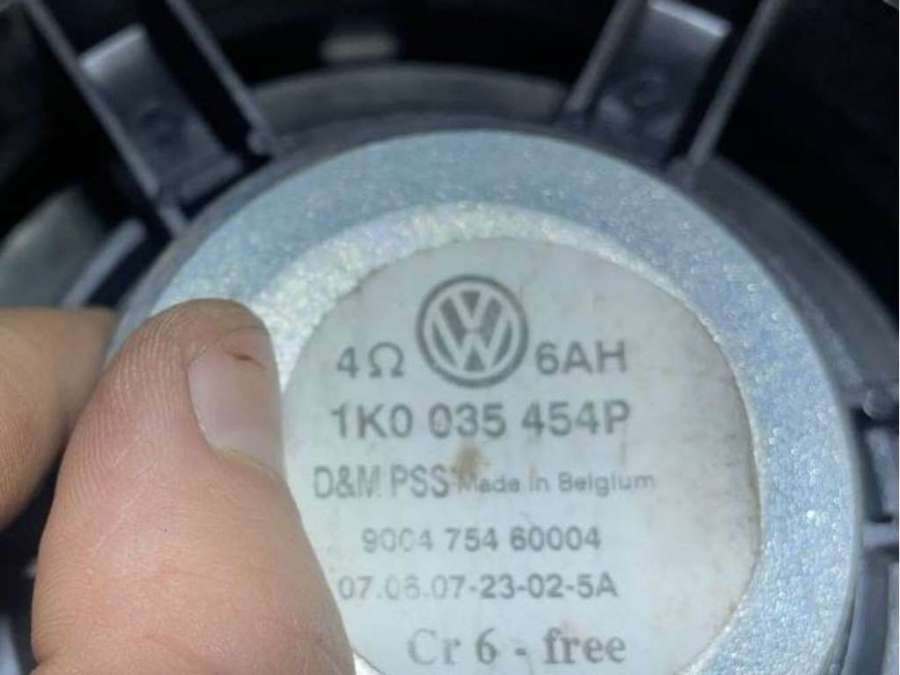 4Ω 6AH
1K0 035 454P
D&M PSS Made in Belgium
9004 754 60004
07.06.07-23-02-5A
Cr 6 - free